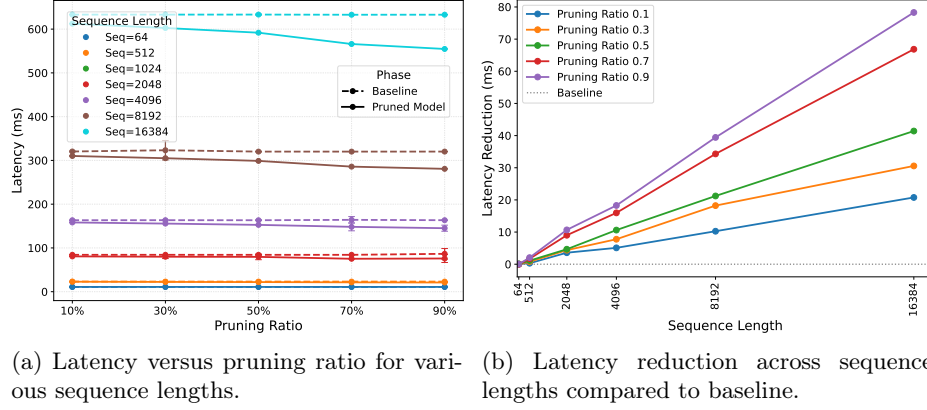 600
500
400
300
200
100
0
Latency (ms)
10%
30%
50%
70%
90%
Pruning Ratio
Sequence Length
Seq=64
Seq=512
Seq=1024
Seq=2048
Seq=4096
Seq=8192
Seq=16384
Phase
Baseline
Pruned Model
80
70
60
50
40
30
20
10
0
Latency Reduction (ms)
64
512
2048
4096
8192
16384
Sequence Length
Pruning Ratio 0.1
Pruning Ratio 0.3
Pruning Ratio 0.5
Pruning Ratio 0.7
Pruning Ratio 0.9
Baseline
(a) Latency versus pruning ratio for vari-
ous sequence lengths.
(b) Latency reduction across sequence
lengths compared to baseline.